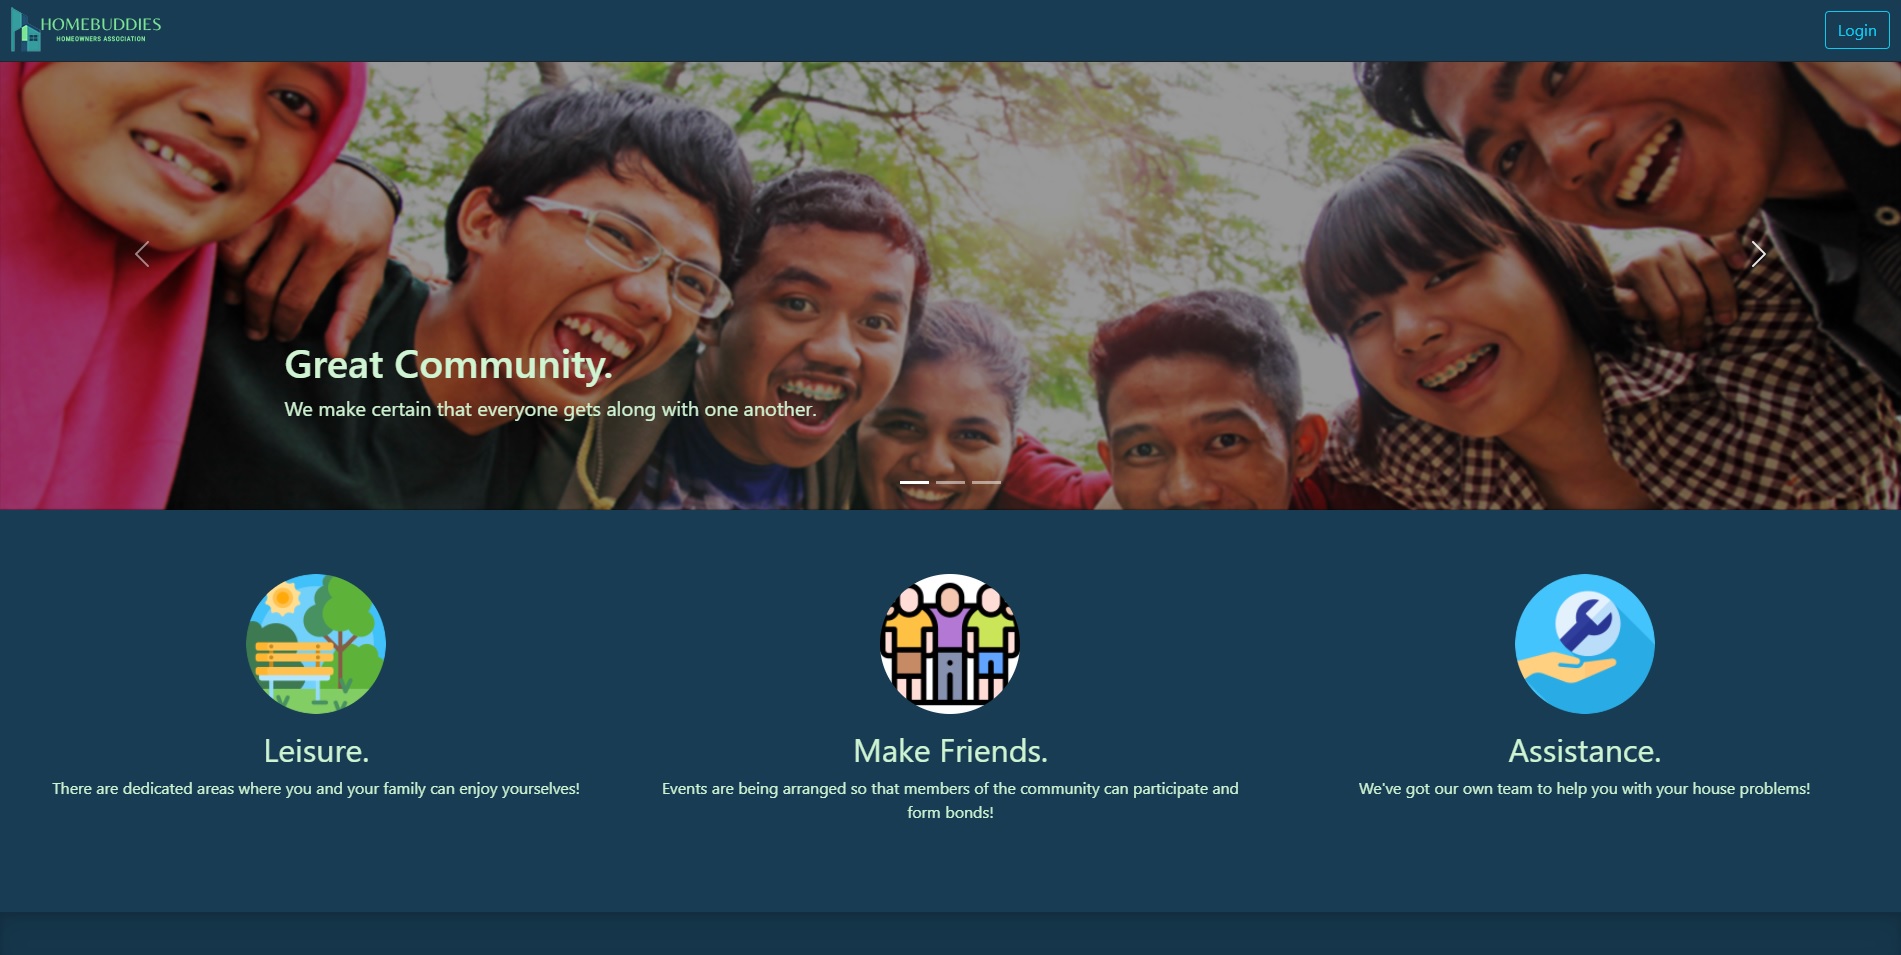 HOMEBUDDIES
HOMEOWNERS ASSOCIATION
Login
Great Community.
We make certain that everyone gets along with one another.
Leisure.
There are dedicated areas where you and your family can enjoy yourselves!
Make Friends.
Events are being arranged so that members of the community can participate and
form bonds!
Assistance.
We've got our own team to help you with your house problems!